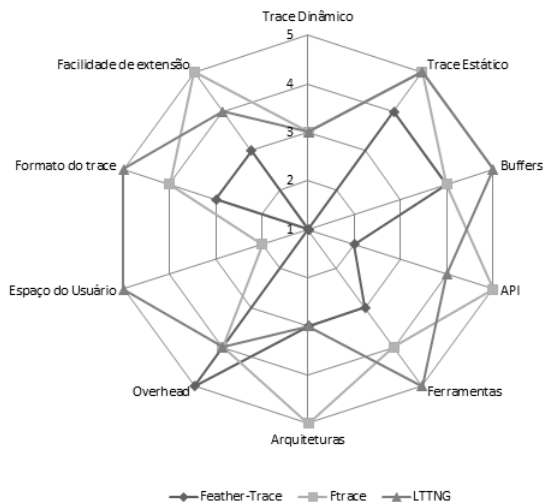 Trace Dinâmico
5
Facilidade de extensão
Trace Estático
4
3
Formato do trace
Buffers
2
1
Espaço do Usuário
API
Overhead
Ferramentas
Arquiteturas
Feather-Trace Ftrace LTTNG